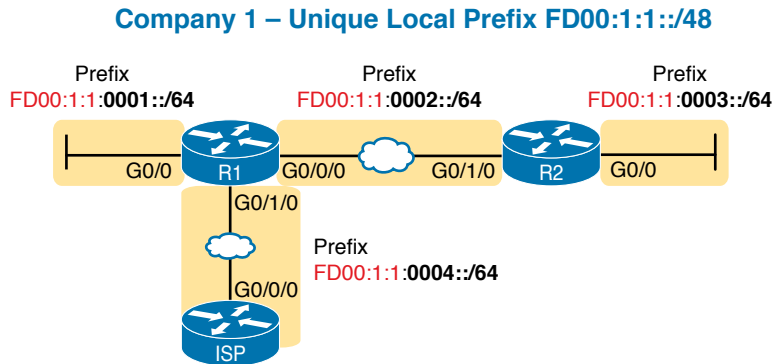 Company 1 – Unique Local Prefix FD00:1:1::/48
Prefix
FD00:1:1:0001::/64
Prefix
FD00:1:1:0002::/64
Prefix
FD00:1:1:0003::/64
G0/0
R1
G0/0/0
G0/1/0
R2
G0/0
G0/1/0
Prefix
FD00:1:1:0004::/64
G0/0/0
ISP